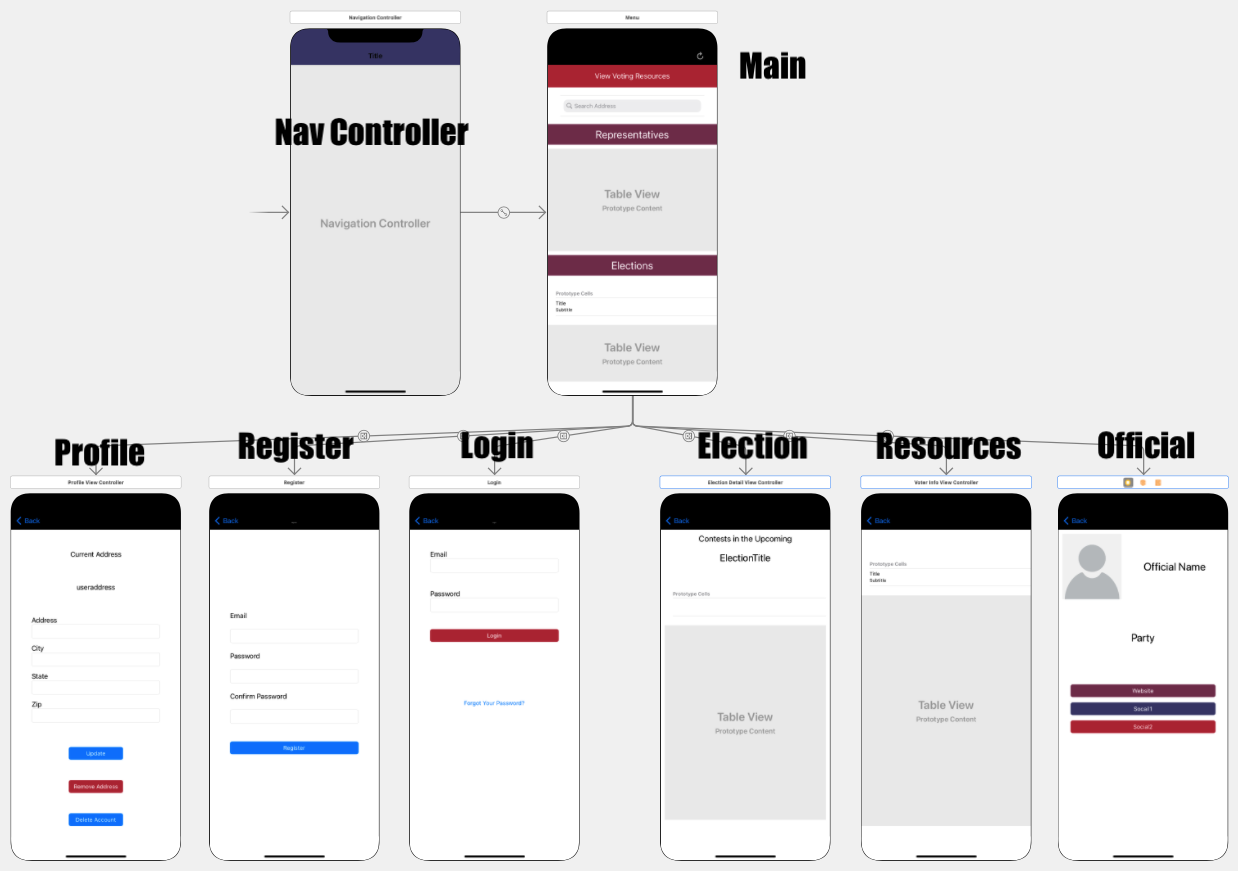 Navigation Controller
Title
Nav Controller
Navigation Controller
Menu
Main
View Voting Resources
Search Address
Representatives
Table View
Prototype Content
Elections
Prototype Cells
Title
Subtitle
Table View
Prototype Content
Profile
Profile View Controller
Back
Current Address
useraddress
Address
City
State
Zip
Update
Remove Address
Delete Account
Register
Register
Back
Email
Password
Confirm Password
Register
Login
Login
Back
Email
Password
Login
Forgot Your Password?
Election
Election Detail View Controller
Back
Contests in the Upcoming
ElectionTitle
Prototype Cells
Table View
Prototype Content
Resources
Voter Info View Controller
Back
Prototype Cells
Title
Subtitle
Table View
Prototype Content
Official
Back
Official Name
Party
Website
Social1
Social2